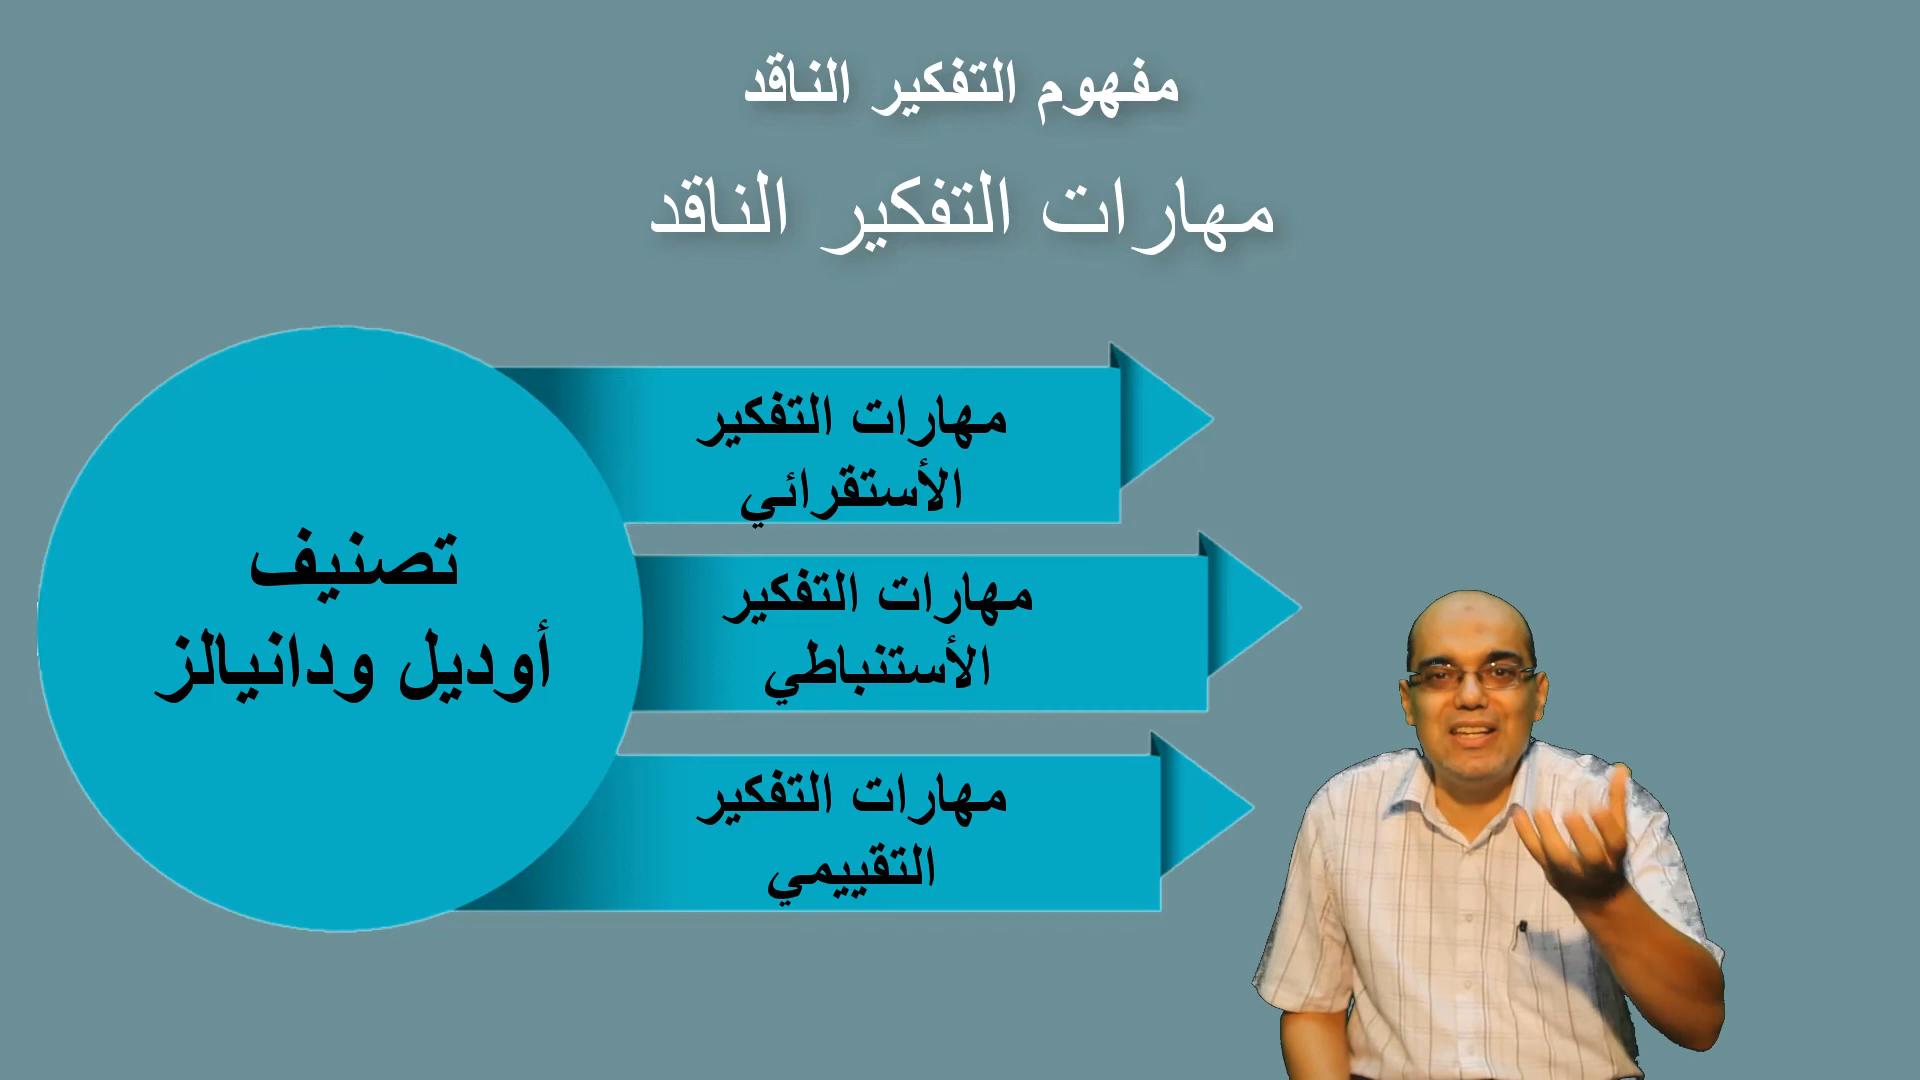 مفهوم التفكير الناقد
مهارات التفكير الناقد
تصنيف
أوديل ودانيالز
مهارات التفكير
الأستقرائي
مهارات التفكير
الأستنباطي
مهارات التفكير
التقييمي